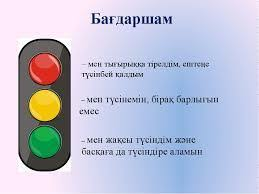 Бағдаршам
– мен тығырыққа тірелдім, ештеңе
түсінбей қалдым
– мен түсінемін, бірақ барлығын
емес
– мен жақсы түсіндім және
басқаға да түсіндіре аламын